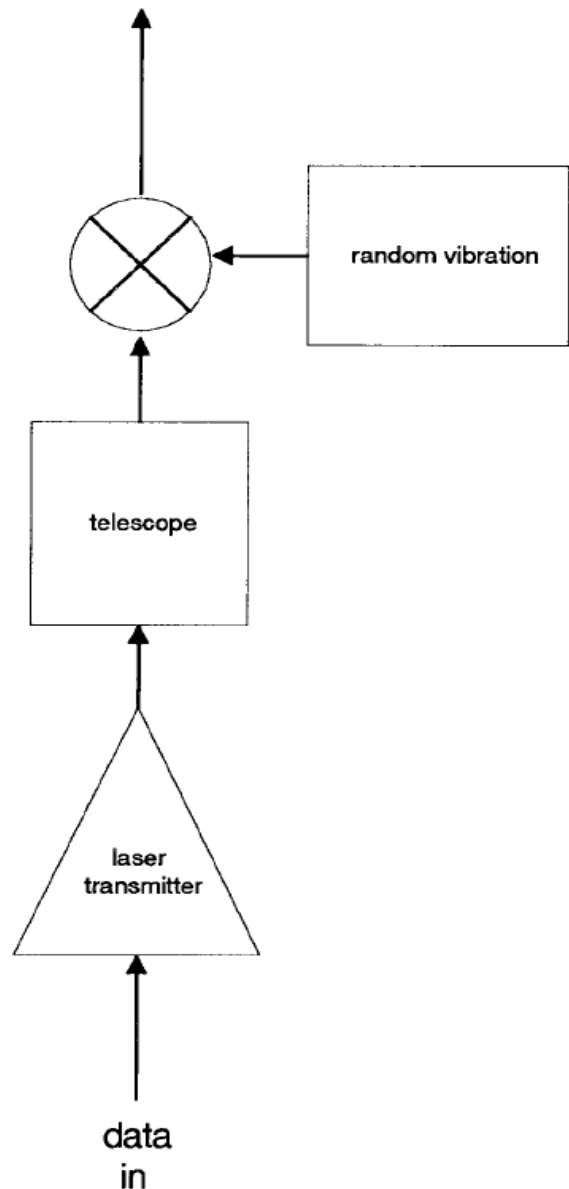 random vibration
telescope
laser
transmitter
data
in